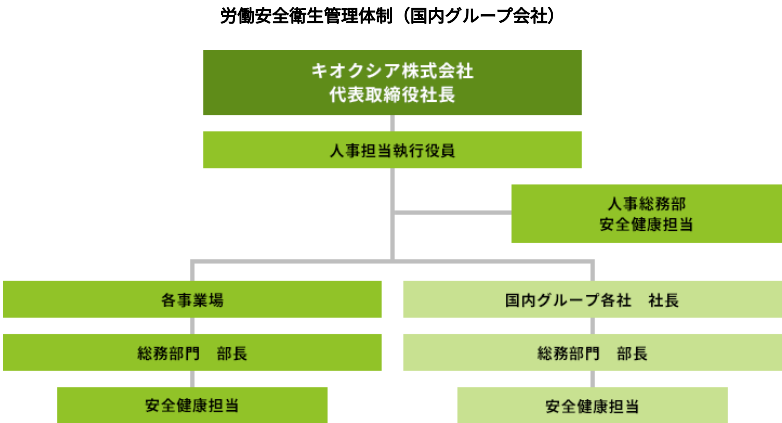 労働安全衛生管理体制（国内グループ会社）
キオクシア株式会社
代表取締役社長
人事担当執行役員
人事総務部
安全健康担当
各事業場
国内グループ各社　社長
総務部門　部長
総務部門　部長
安全健康担当
安全健康担当